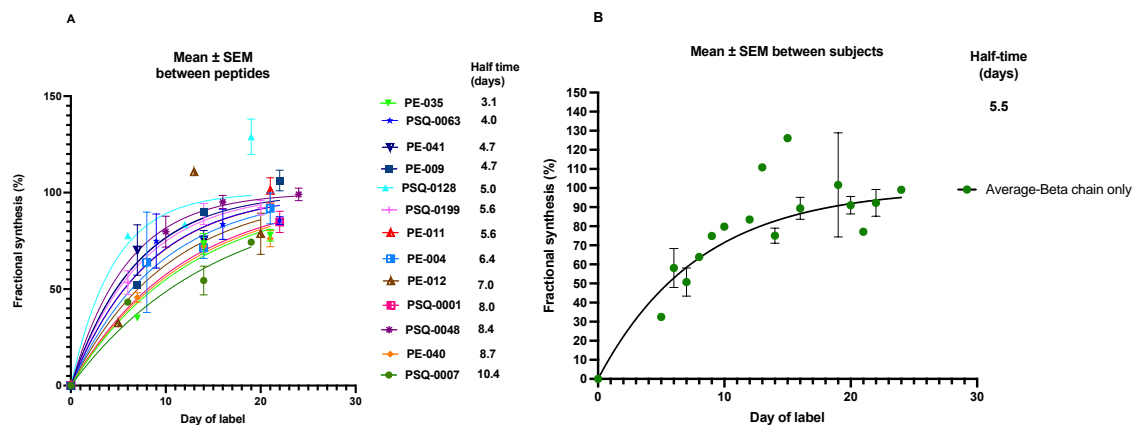 A
Mean ± SEM
between peptides
Half time
(days)
Fractional synthesis (%)
150
100
50
0
0
10
20
30
Day of label
PE-035 3.1
PSQ-0063 4.0
PE-041 4.7
PE-009 4.7
PSQ-0128 5.0
PSQ-0199 5.6
PE-011 5.6
PE-004 6.4
PE-012 7.0
PSQ-0001 8.0
PSQ-0048 8.4
PE-040 8.7
PSQ-0007 10.4
B
Mean ± SEM between subjects
Half-time
(days)
5.5
Fractional synthesis (%)
150
140
130
120
110
100
90
80
70
60
50
40
30
20
10
0
0
10
20
30
Day of label
Average-Beta chain only